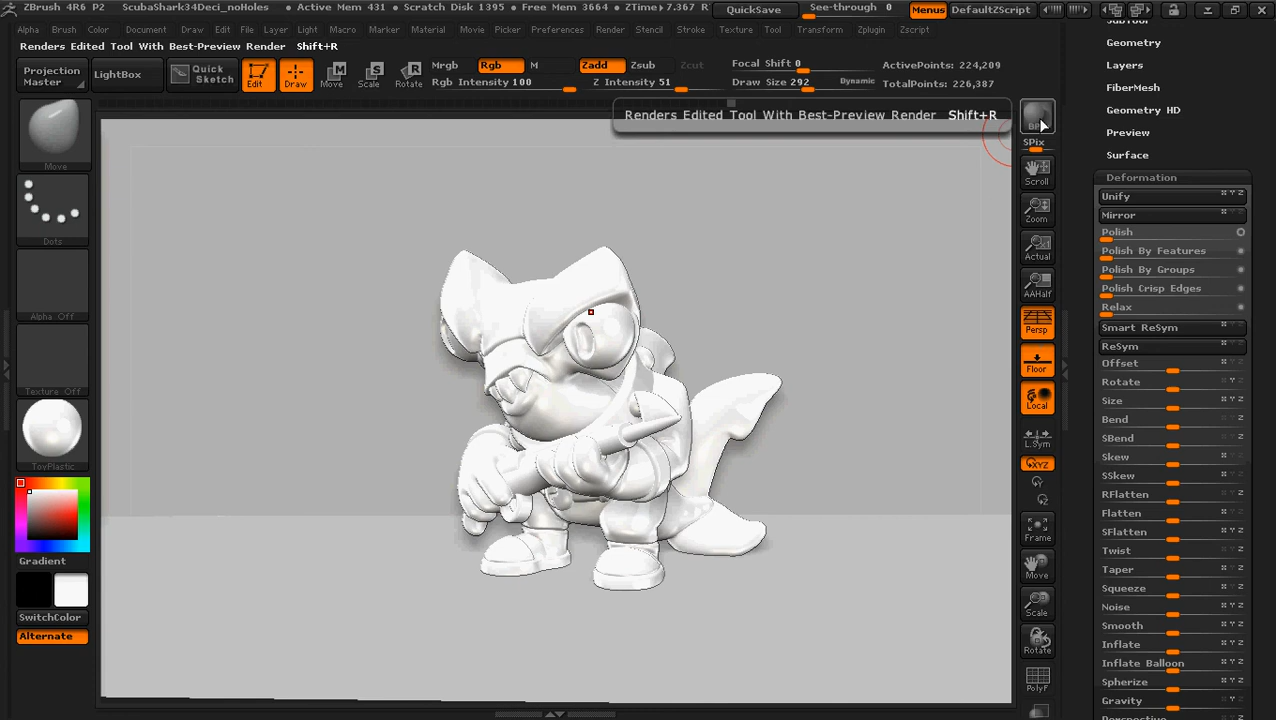 ZBrush 4R6 P2 ScubaShark34Deci_noHoles • Active Mem 431 • Scratch Disk 1395 • Free Mem 3664 • ZTime▸7.367 R QuickSave See-through 0 Menus DefaultZScript
Alpha Brush Color Document Draw Edit File Layer Light Macro Marker Material Movie Picker Preferences Render Stencil Stroke Texture Tool Transform Zplugin Zscript
Renders Edited Tool With Best-Preview Render Shift+R
Projection Master
LightBox
Quick Sketch
Edit
Draw
Move
Scale
Rotate
Mrgb Rgb M
Rgb Intensity 100
Zadd Zsub Zcut
Z Intensity 51
Focal Shift 0
Draw Size 292 Dynamic
ActivePoints: 224,209
TotalPoints: 226,387
Renders Edited Tool With Best-Preview Render Shift+R
Move
Dots
Alpha Off
Texture Off
ToyPlastic
Gradient
SwitchColor
Alternate
SPix
Scroll
Zoom
Actual
AAHalf
Persp
Floor
Local
L.Sym
XYZ
Y
Z
Frame
Move
Scale
Rotate
PolyF
Geometry
Layers
FiberMesh
Geometry HD
Preview
Surface
Deformation
Unify
Mirror
Polish
Polish By Features
Polish By Groups
Polish Crisp Edges
Relax
Smart ReSym
ReSym
Offset
Rotate
Size
Bend
SBend
Skew
SSkew
RFlatten
Flatten
SFlatten
Twist
Taper
Squeeze
Noise
Smooth
Inflate
Inflate Balloon
Spherize
Gravity